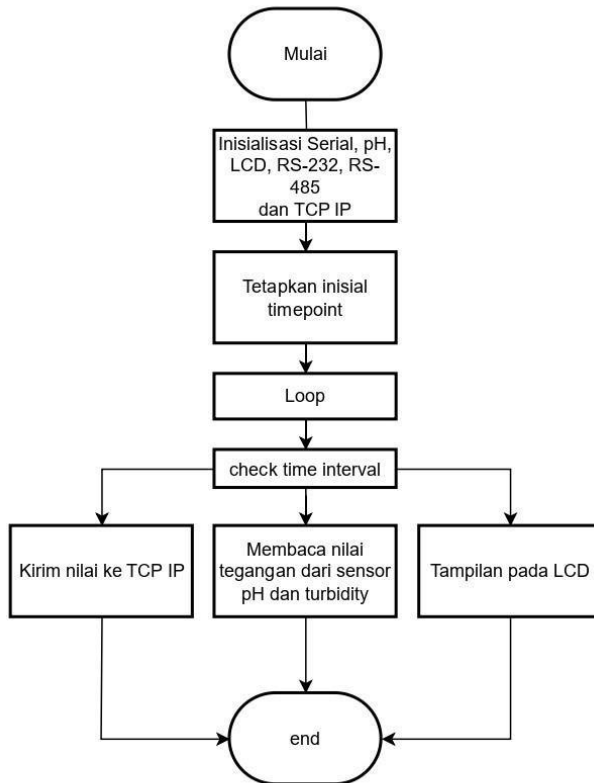 Mulai
Inisialisasi Serial, pH,
LCD, RS-232, RS-
485
dan TCP IP
Tetapkan inisial
timepoint
Loop
check time interval
Kirim nilai ke TCP IP
Membaca nilai
tegangan dari sensor
pH dan turbidity
Tampilan pada LCD
end